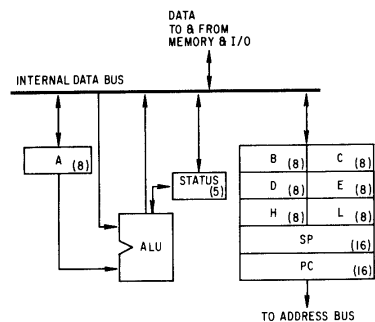 DATA
TO & FROM
MEMORY & I/O
INTERNAL DATA BUS
A (8)
STATUS (5)
ALU
B (8) C (8)
D (8) E (8)
H (8) L (8)
SP (16)
PC (16)
TO ADDRESS BUS